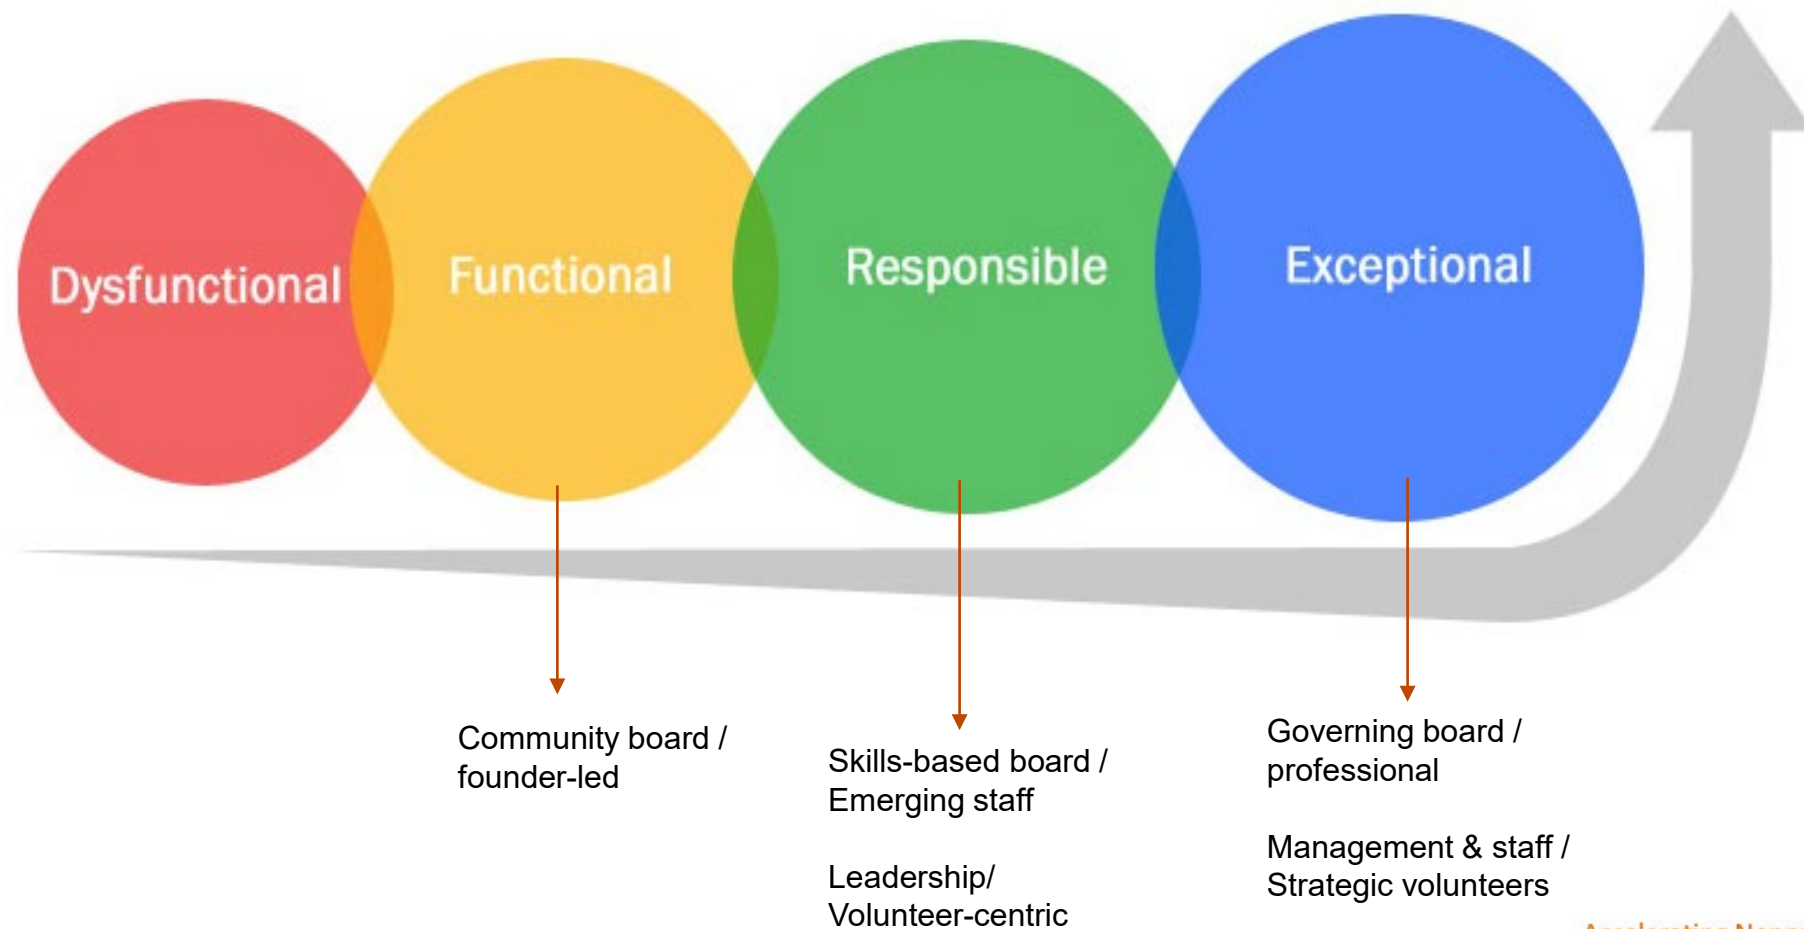 Dysfunctional
Functional
Responsible
Exceptional
Community board /
founder-led
Skills-based board /
Emerging staff
Leadership/
Volunteer-centric
Governing board /
professional
Management & staff /
Strategic volunteers